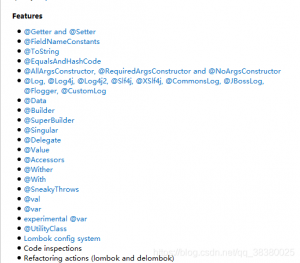 Features
@Getter and @Setter
@FieldNameConstants
@ToString
@EqualsAndHashCode
@AllArgsConstructor, @RequiredArgsConstructor and @NoArgsConstructor
@Log, @Log4j, @Log4j2, @Slf4j, @XSlf4j, @CommonsLog, @JBossLog,
@Flogger, @CustomLog
@Data
@Builder
@SuperBuilder
@Singular
@Delegate
@Value
@Accessors
@Wither
@With
@SneakyThrows
@val
@var
experimental @var
@UtilityClass
Lombok config system
Code inspections
Refactoring actions (lombok and delombok)